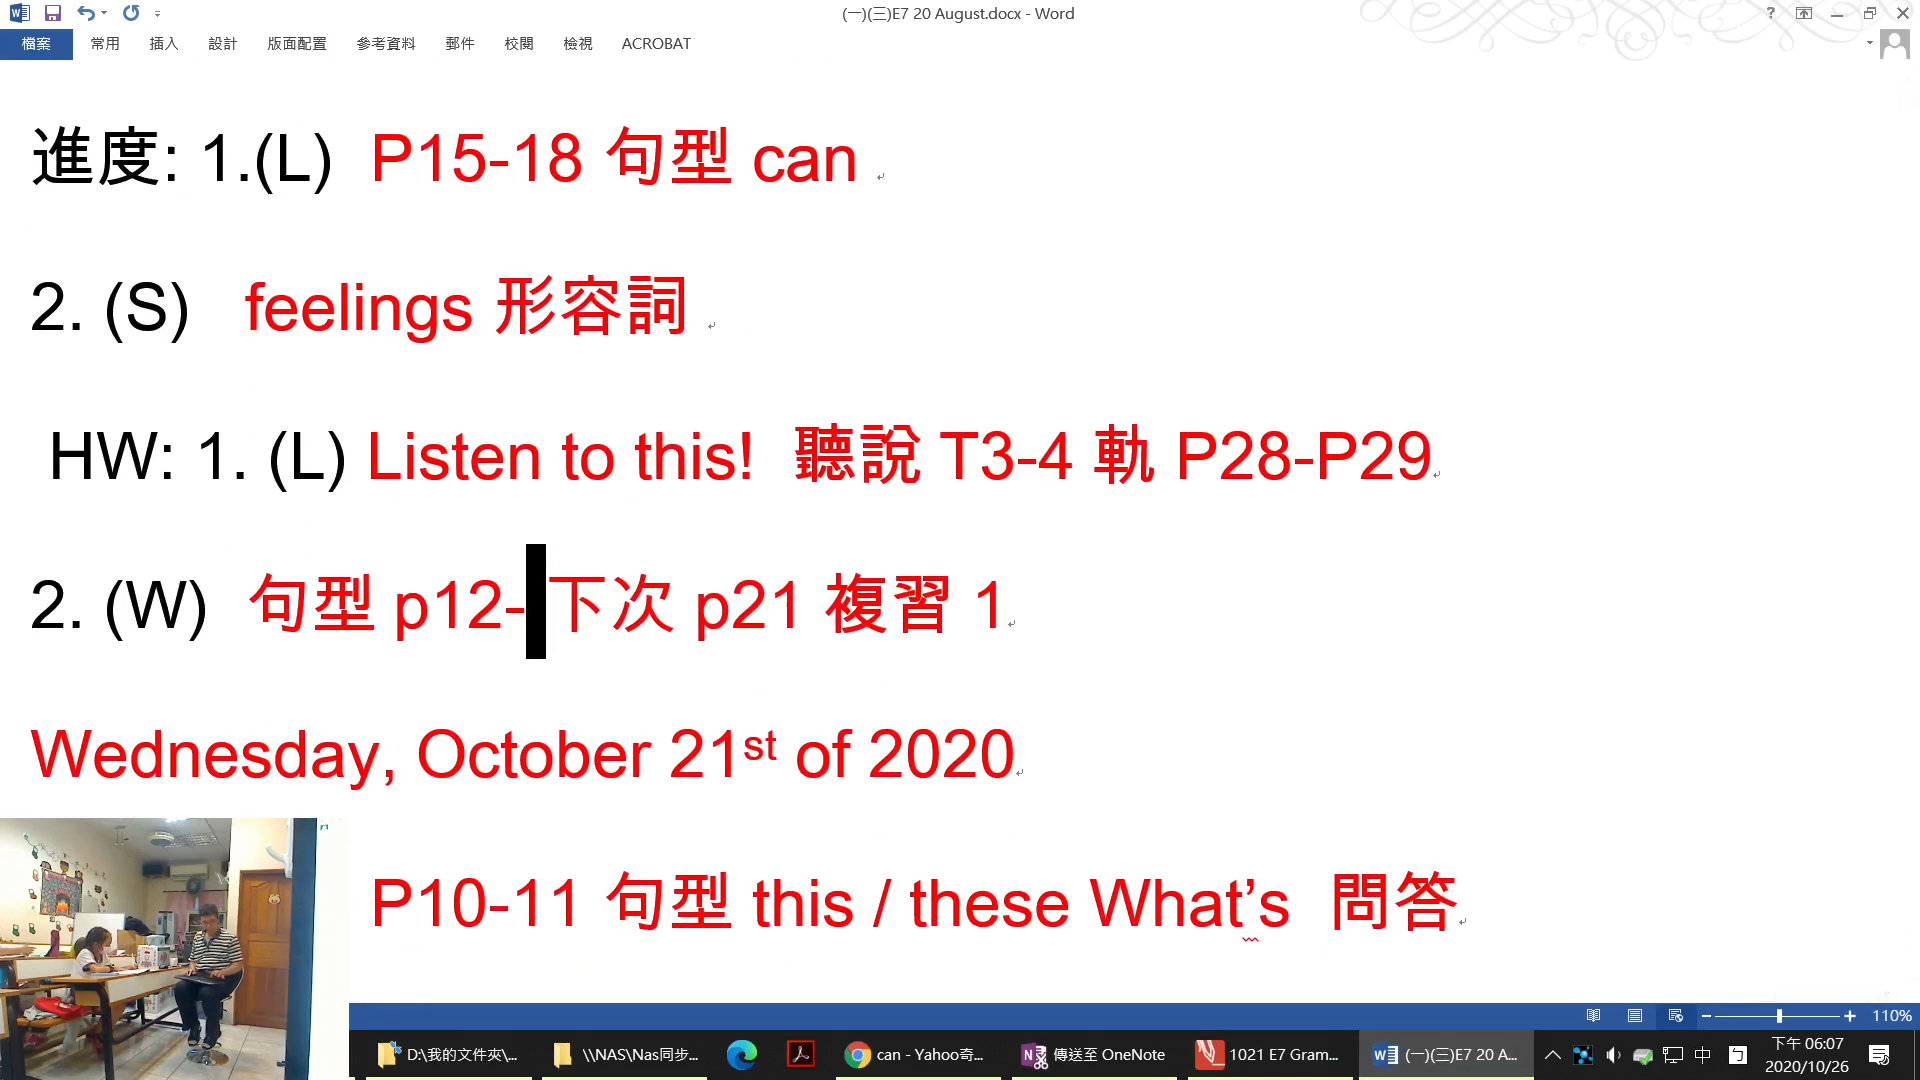 (一)(三)E7 20 August.docx - Word
檔案 常用 插入 設計 版面配置 參考資料 郵件 校閱 檢視 ACROBAT
進度: 1.(L) P15-18 句型 can
2. (S) feelings 形容詞
HW: 1. (L) Listen to this! 聽說 T3-4 軌 P28-P29
2. (W) 句型 p12- 下次 p21 複習 1
Wednesday, October 21st of 2020
P10-11 句型 this / these What’s 問答
110%
D:\我的文件夾\... \\NAS\Nas同步... can - Yahoo奇... 傳送至 OneNote 1021 E7 Gram... (一)(三)E7 20 A... 中 下午 06:07
2020/10/26